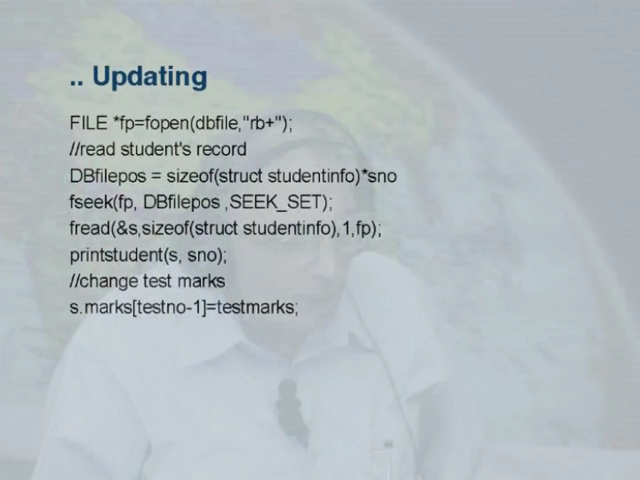 .. Updating
FILE *fp=fopen(dbfile,"rb+");
//read student's record
DBfilepos = sizeof(struct studentinfo)*sno
fseek(fp, DBfilepos ,SEEK_SET);
fread(&s,sizeof(struct studentinfo),1,fp);
printstudent(s, sno);
//change test marks
s.marks[testno-1]=testmarks;